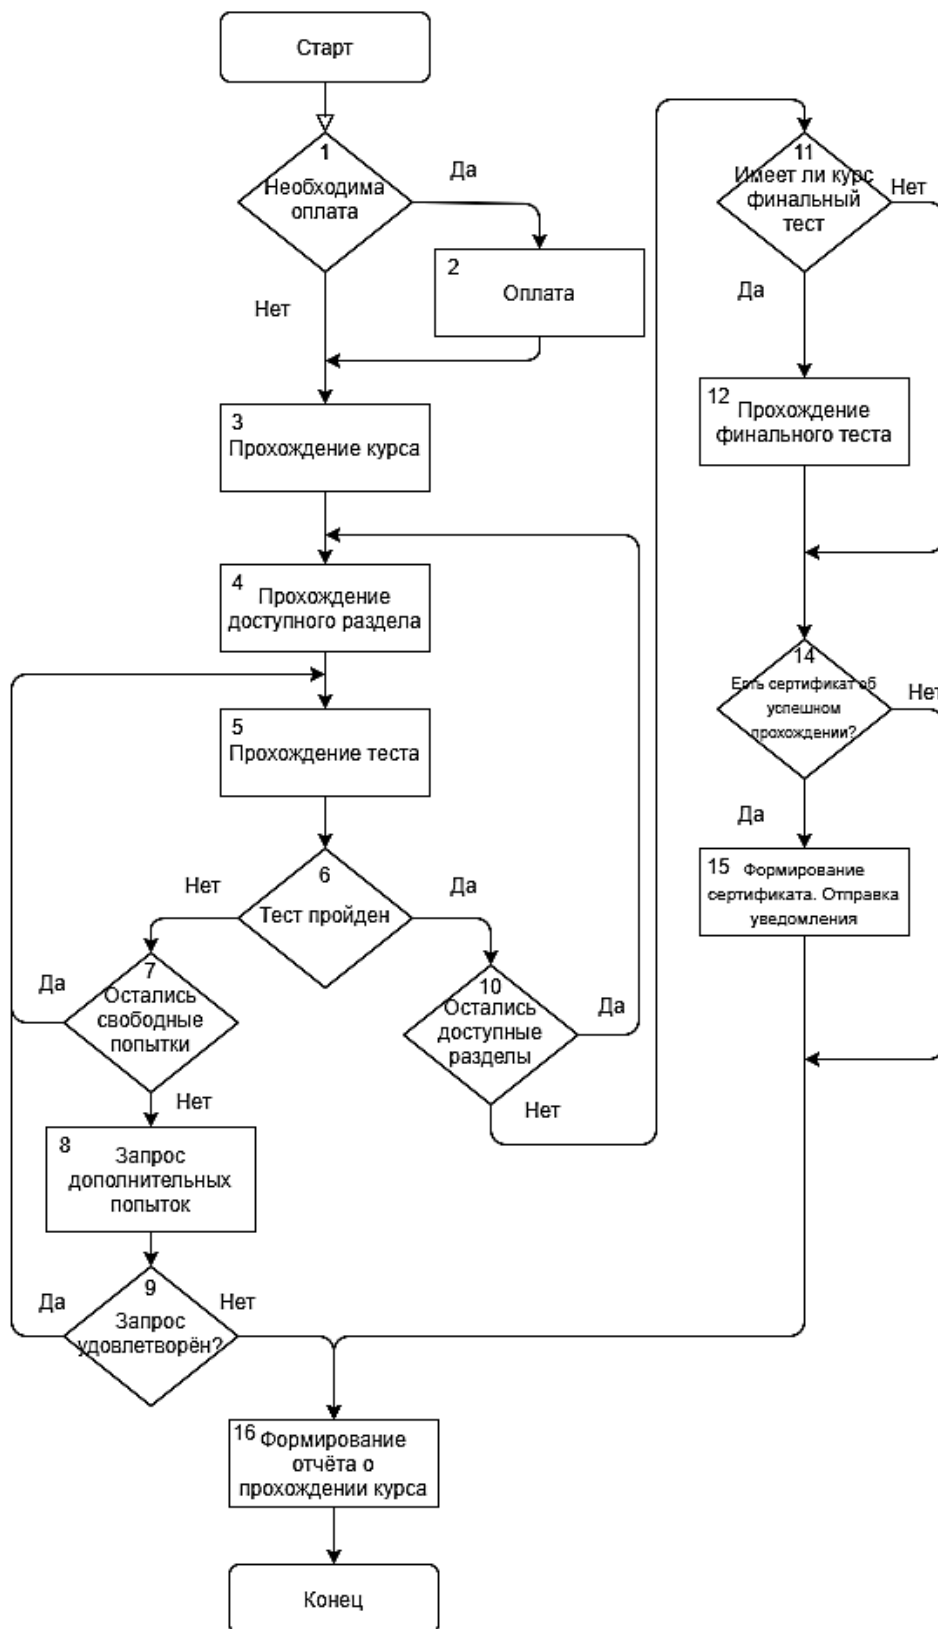 Старт
1
Необходима
оплата
Да
Нет
2
Оплата
3
Прохождение курса
4
Прохождение
доступного раздела
5
Прохождение теста
6
Тест пройден
Нет
Да
7
Остались
свободные
попытки
Да
Нет
8
Запрос
дополнительных
попыток
9
Запрос
удовлетворён?
Да
Нет
10
Остались
доступные
разделы
Да
Нет
11
Имеет ли курс
финальный
тест
Нет
Да
12
Прохождение
финального теста
14
Есть сертификат об
успешном
прохождении?
Нет
Да
15
Формирование
сертификата. Отправка
уведомления
16
Формирование
отчёта о
прохождении курса
Конец